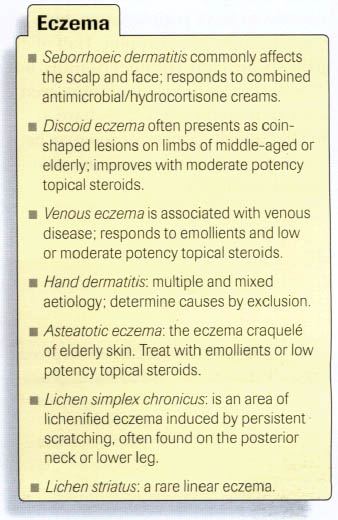 Eczema
■ Seborrhoeic dermatitis commonly affects
the scalp and face; responds to combined
antimicrobial/hydrocortisone creams.
■ Discoid eczema often presents as coin-
shaped lesions on limbs of middle-aged or
elderly; improves with moderate potency
topical steroids.
■ Venous eczema is associated with venous
disease; responds to emollients and low
or moderate potency topical steroids.
■ Hand dermatitis: multiple and mixed
aetiology; determine causes by exclusion.
■ Asteatotic eczema: the eczema craquelé
of elderly skin. Treat with emollients or low
potency topical steroids.
■ Lichen simplex chronicus: is an area of
lichenified eczema induced by persistent
scratching, often found on the posterior
neck or lower leg.
■ Lichen striatus: a rare linear eczema.